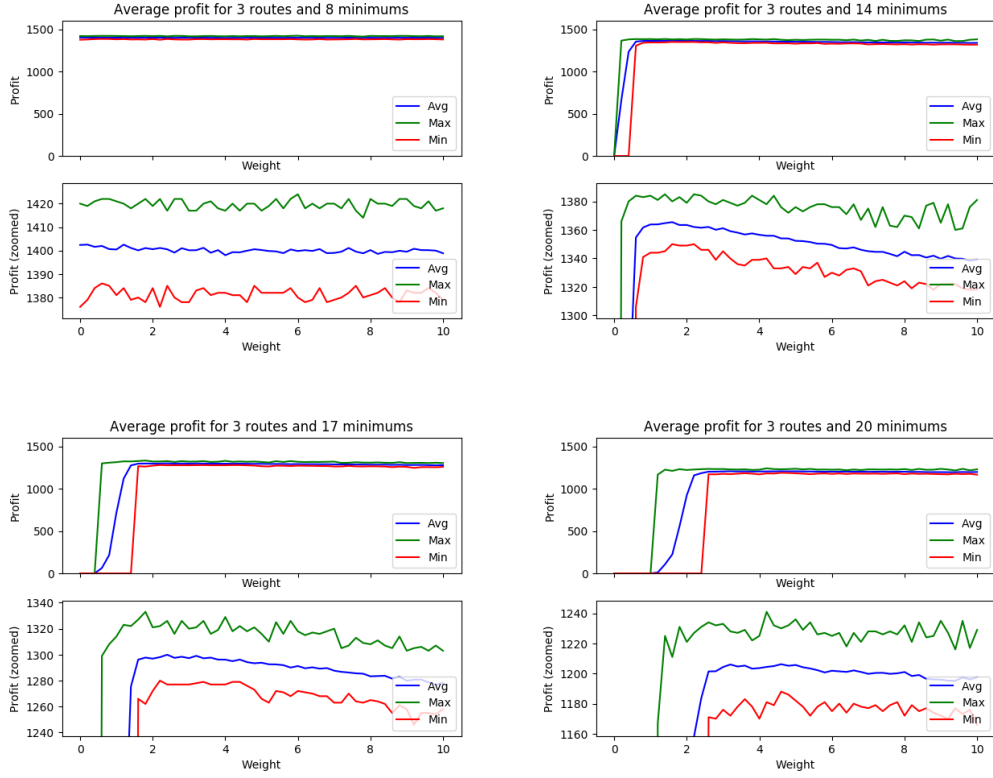 Average profit for 3 routes and 8 minimums
1500
1000
500
0
Profit
Avg
Max
Min
Weight
1420
1410
1400
1390
1380
Profit (zoomed)
Avg
Max
Min
0 2 4 6 8 10
Weight
Average profit for 3 routes and 14 minimums
1500
1000
500
0
Profit
Avg
Max
Min
Weight
1380
1360
1340
1320
1300
Profit (zoomed)
Avg
Max
Min
0 2 4 6 8 10
Weight
Average profit for 3 routes and 17 minimums
1500
1000
500
0
Profit
Avg
Max
Min
Weight
1340
1320
1300
1280
1260
1240
Profit (zoomed)
Avg
Max
Min
0 2 4 6 8 10
Weight
Average profit for 3 routes and 20 minimums
1500
1000
500
0
Profit
Avg
Max
Min
Weight
1240
1220
1200
1180
1160
Profit (zoomed)
Avg
Max
Min
0 2 4 6 8 10
Weight